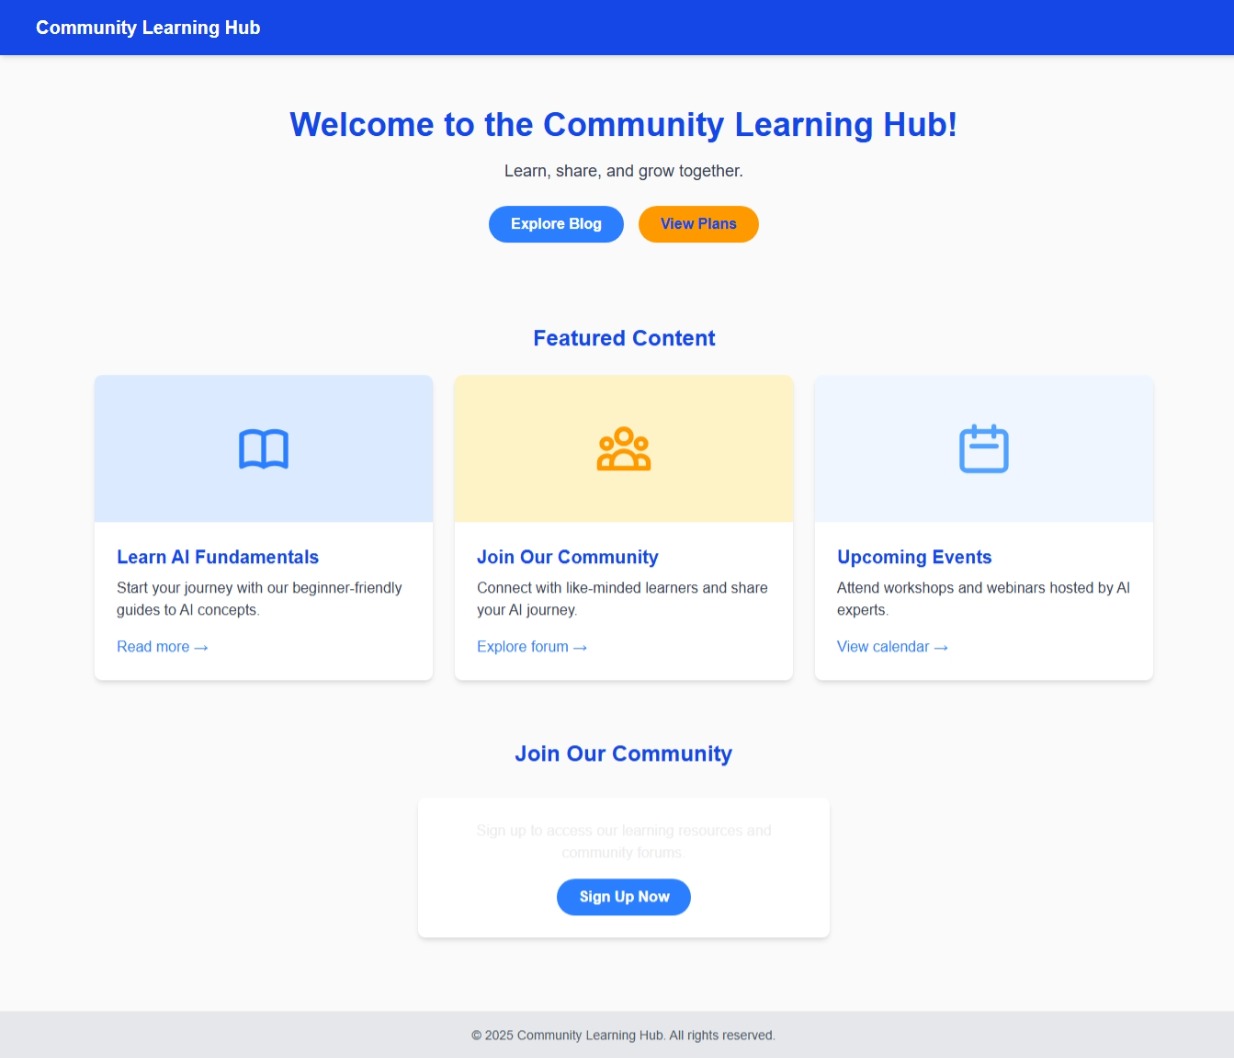 Community Learning Hub
Welcome to the Community Learning Hub!
Learn, share, and grow together.
Explore Blog
View Plans
Featured Content
Learn AI Fundamentals
Start your journey with our beginner-friendly
guides to AI concepts.
Read more →
Join Our Community
Connect with like-minded learners and share
your AI journey.
Explore forum →
Upcoming Events
Attend workshops and webinars hosted by AI
experts.
View calendar →
Join Our Community
Sign up to access our learning resources and
community forums.
Sign Up Now
© 2025 Community Learning Hub. All rights reserved.